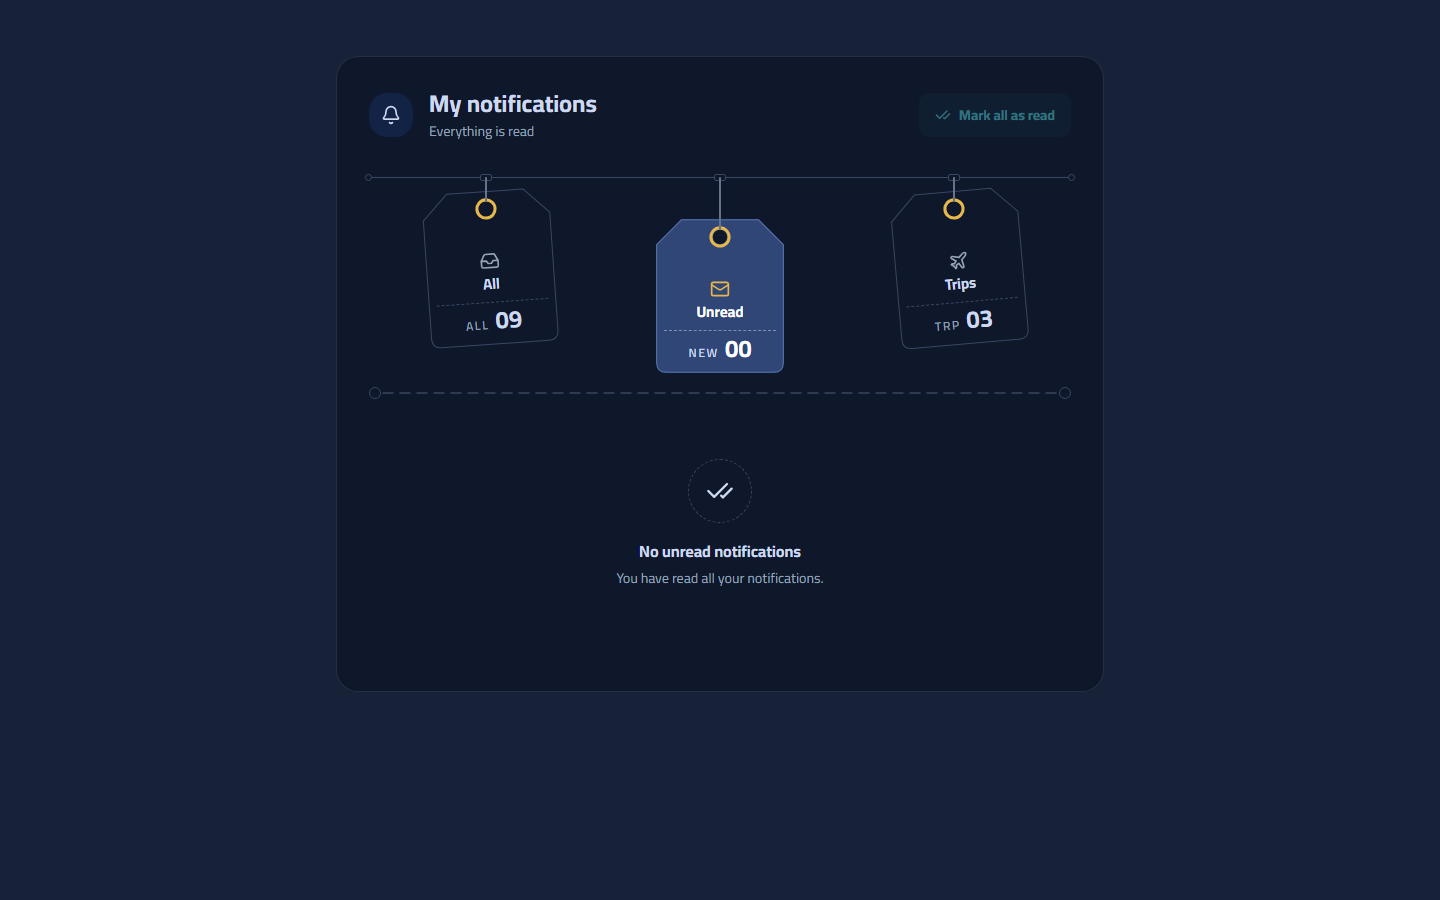 My notifications
Everything is read
Mark all as read
All
ALL 09
Unread
NEW 00
Trips
TRP 03
No unread notifications
You have read all your notifications.